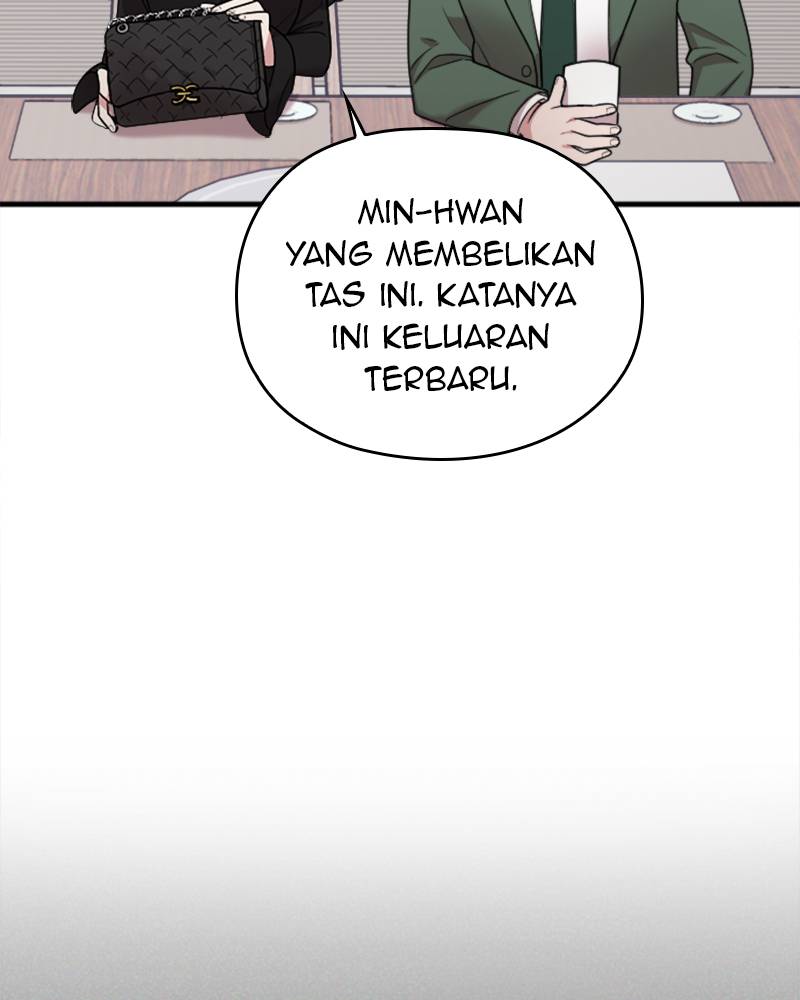 MIN-HWAN
YANG MEMBELIKAN
TAS INI. KATANYA
INI KELUARAN
TERBARU.